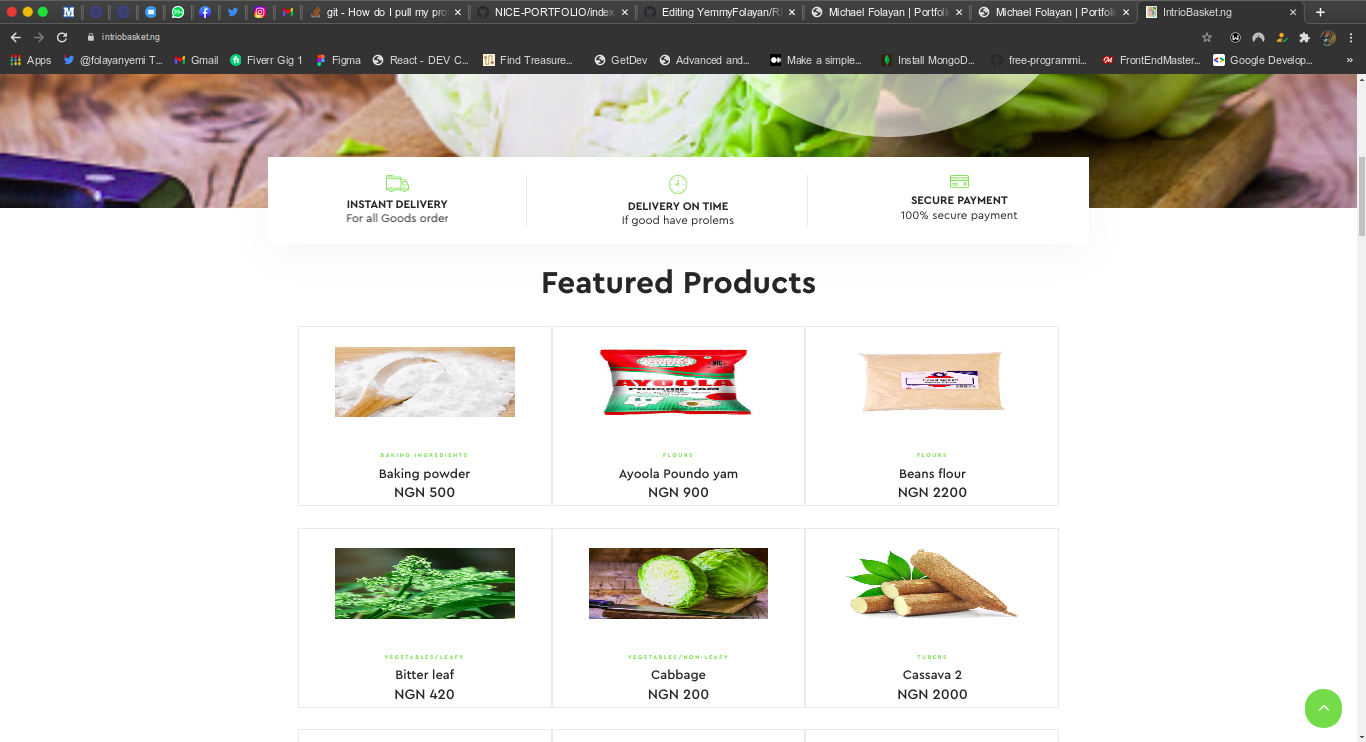 git - How do I pull my pro
NICE-PORTFOLIO/index
Editing YemmyFolayan/R
Michael Folayan | Portfoli
Michael Folayan | Portfoli
IntrioBasket.ng
intriobasket.ng
Apps
@folayanyemi T...
Gmail
Fiverr Gig 1
Figma
React - DEV C...
Find Treasure...
GetDev
Advanced and...
Make a simple...
Install MongoD...
free-programmi...
FrontEndMaster...
Google Develop...
»
INSTANT DELIVERY
For all Goods order
DELIVERY ON TIME
If good have prolems
SECURE PAYMENT
100% secure payment
Featured Products
AYOOLA
POUNDO YAM
BAKING INGREDIENTS
Baking powder
NGN 500
FLOURS
Ayoola Poundo yam
NGN 900
FLOURS
Beans flour
NGN 2200
VEGETABLES/LEAFY
Bitter leaf
NGN 420
VEGETABLES/NON-LEAFY
Cabbage
NGN 200
TUBERS
Cassava 2
NGN 2000